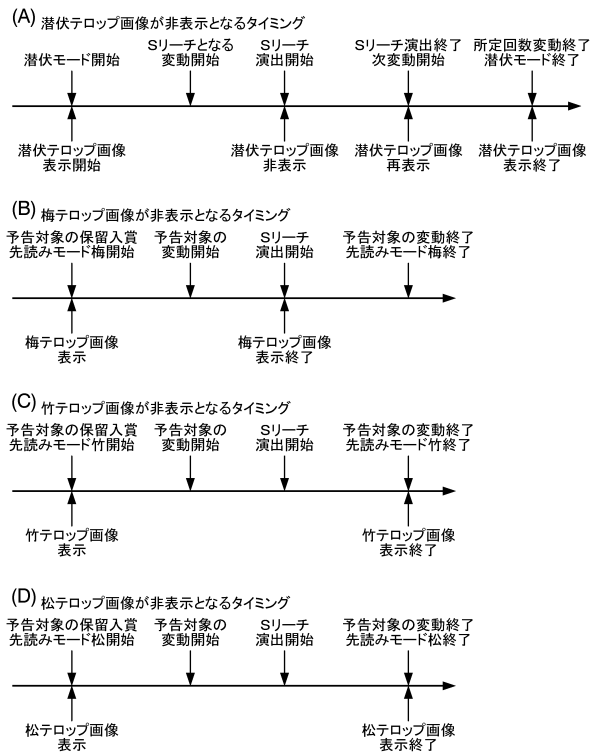 (A) 潜伏テロップ画像が非表示となるタイミング
潜伏モード開始
Sリーチとなる
変動開始
Sリーチ
演出開始
Sリーチ演出終了
次変動開始
所定回数変動終了
潜伏モード終了
潜伏テロップ画像
表示開始
潜伏テロップ画像
非表示
潜伏テロップ画像
再表示
潜伏テロップ画像
表示終了
(B) 梅テロップ画像が非表示となるタイミング
予告対象の保留入賞
先読みモード梅開始
予告対象の
変動開始
Sリーチ
演出開始
予告対象の変動終了
先読みモード梅終了
梅テロップ画像
表示
梅テロップ画像
表示終了
(C) 竹テロップ画像が非表示となるタイミング
予告対象の保留入賞
先読みモード竹開始
予告対象の
変動開始
Sリーチ
演出開始
予告対象の変動終了
先読みモード竹終了
竹テロップ画像
表示
竹テロップ画像
表示終了
(D) 松テロップ画像が非表示となるタイミング
予告対象の保留入賞
先読みモード松開始
予告対象の
変動開始
Sリーチ
演出開始
予告対象の変動終了
先読みモード松終了
松テロップ画像
表示
松テロップ画像
表示終了